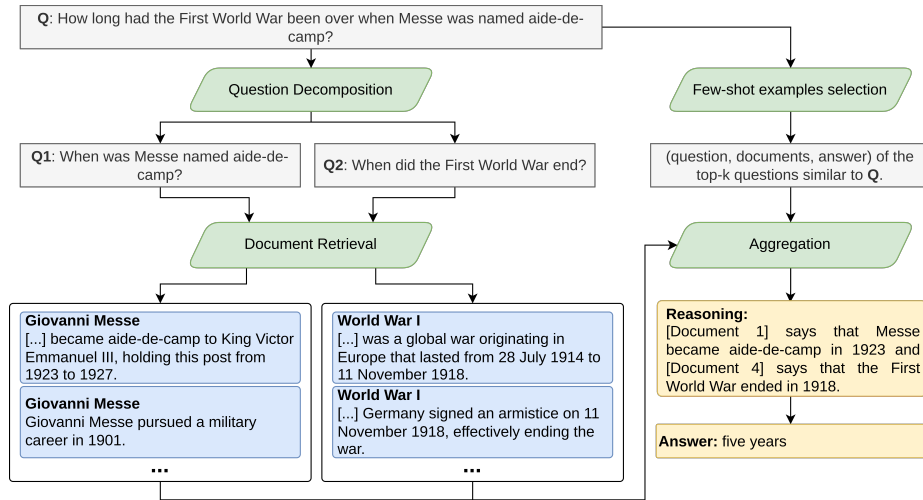 Q: How long had the First World War been over when Messe was named aide-de-
camp?
Question Decomposition
Few-shot examples selection
Q1: When was Messe named aide-de-
camp?
Q2: When did the First World War end?
(question, documents, answer) of the
top-k questions similar to Q.
Document Retrieval
Aggregation
Giovanni Messe
[...] became aide-de-camp to King Victor
Emmanuel III, holding this post from
1923 to 1927.
Giovanni Messe
Giovanni Messe pursued a military
career in 1901.
...
World War I
[...] was a global war originating in
Europe that lasted from 28 July 1914 to
11 November 1918.
World War I
[...] Germany signed an armistice on 11
November 1918, effectively ending the
war.
...
Reasoning:
[Document 1] says that Messe
became aide-de-camp in 1923 and
[Document 4] says that the First
World War ended in 1918.
Answer: five years